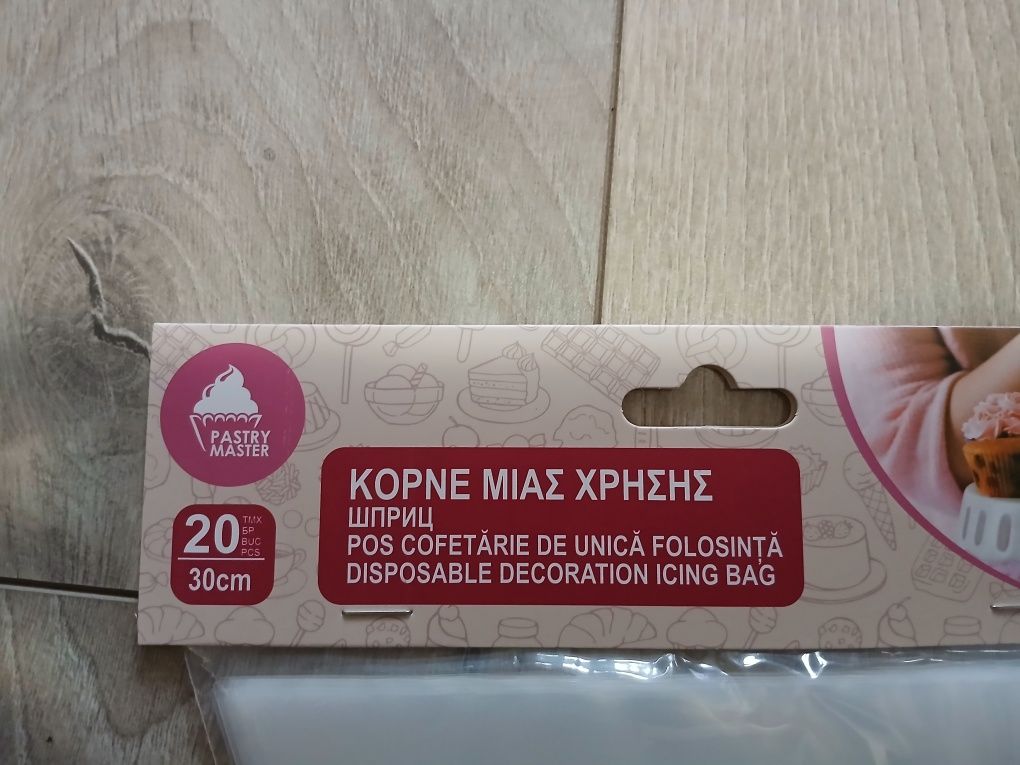 PASTRY
MASTER
20
ΤΜΧ
БР
BUC
PCS
30cm
ΚΟΡΝΕ ΜΙΑΣ ΧΡΗΣΗΣ
ШПРИЦ
POS COFETĂRIE DE UNICĂ FOLOSINȚĂ
DISPOSABLE DECORATION ICING BAG